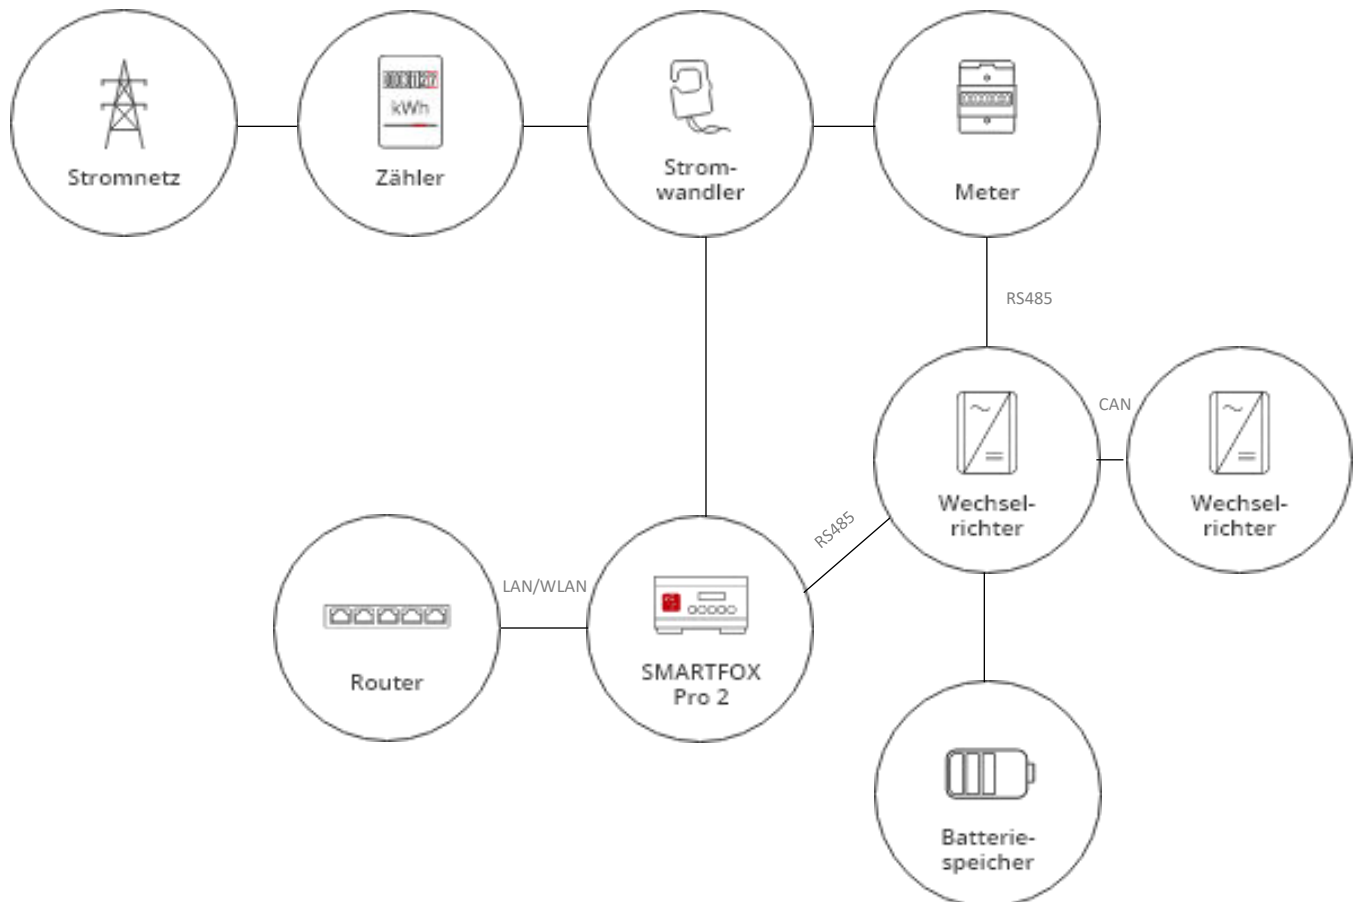 kWh
Stromnetz
Zähler
Strom-
wandler
Meter
RS485
CAN
Wechsel-
richter
Wechsel-
richter
RS485
LAN/WLAN
Router
SMARTFOX
Pro 2
Batterie-
speicher